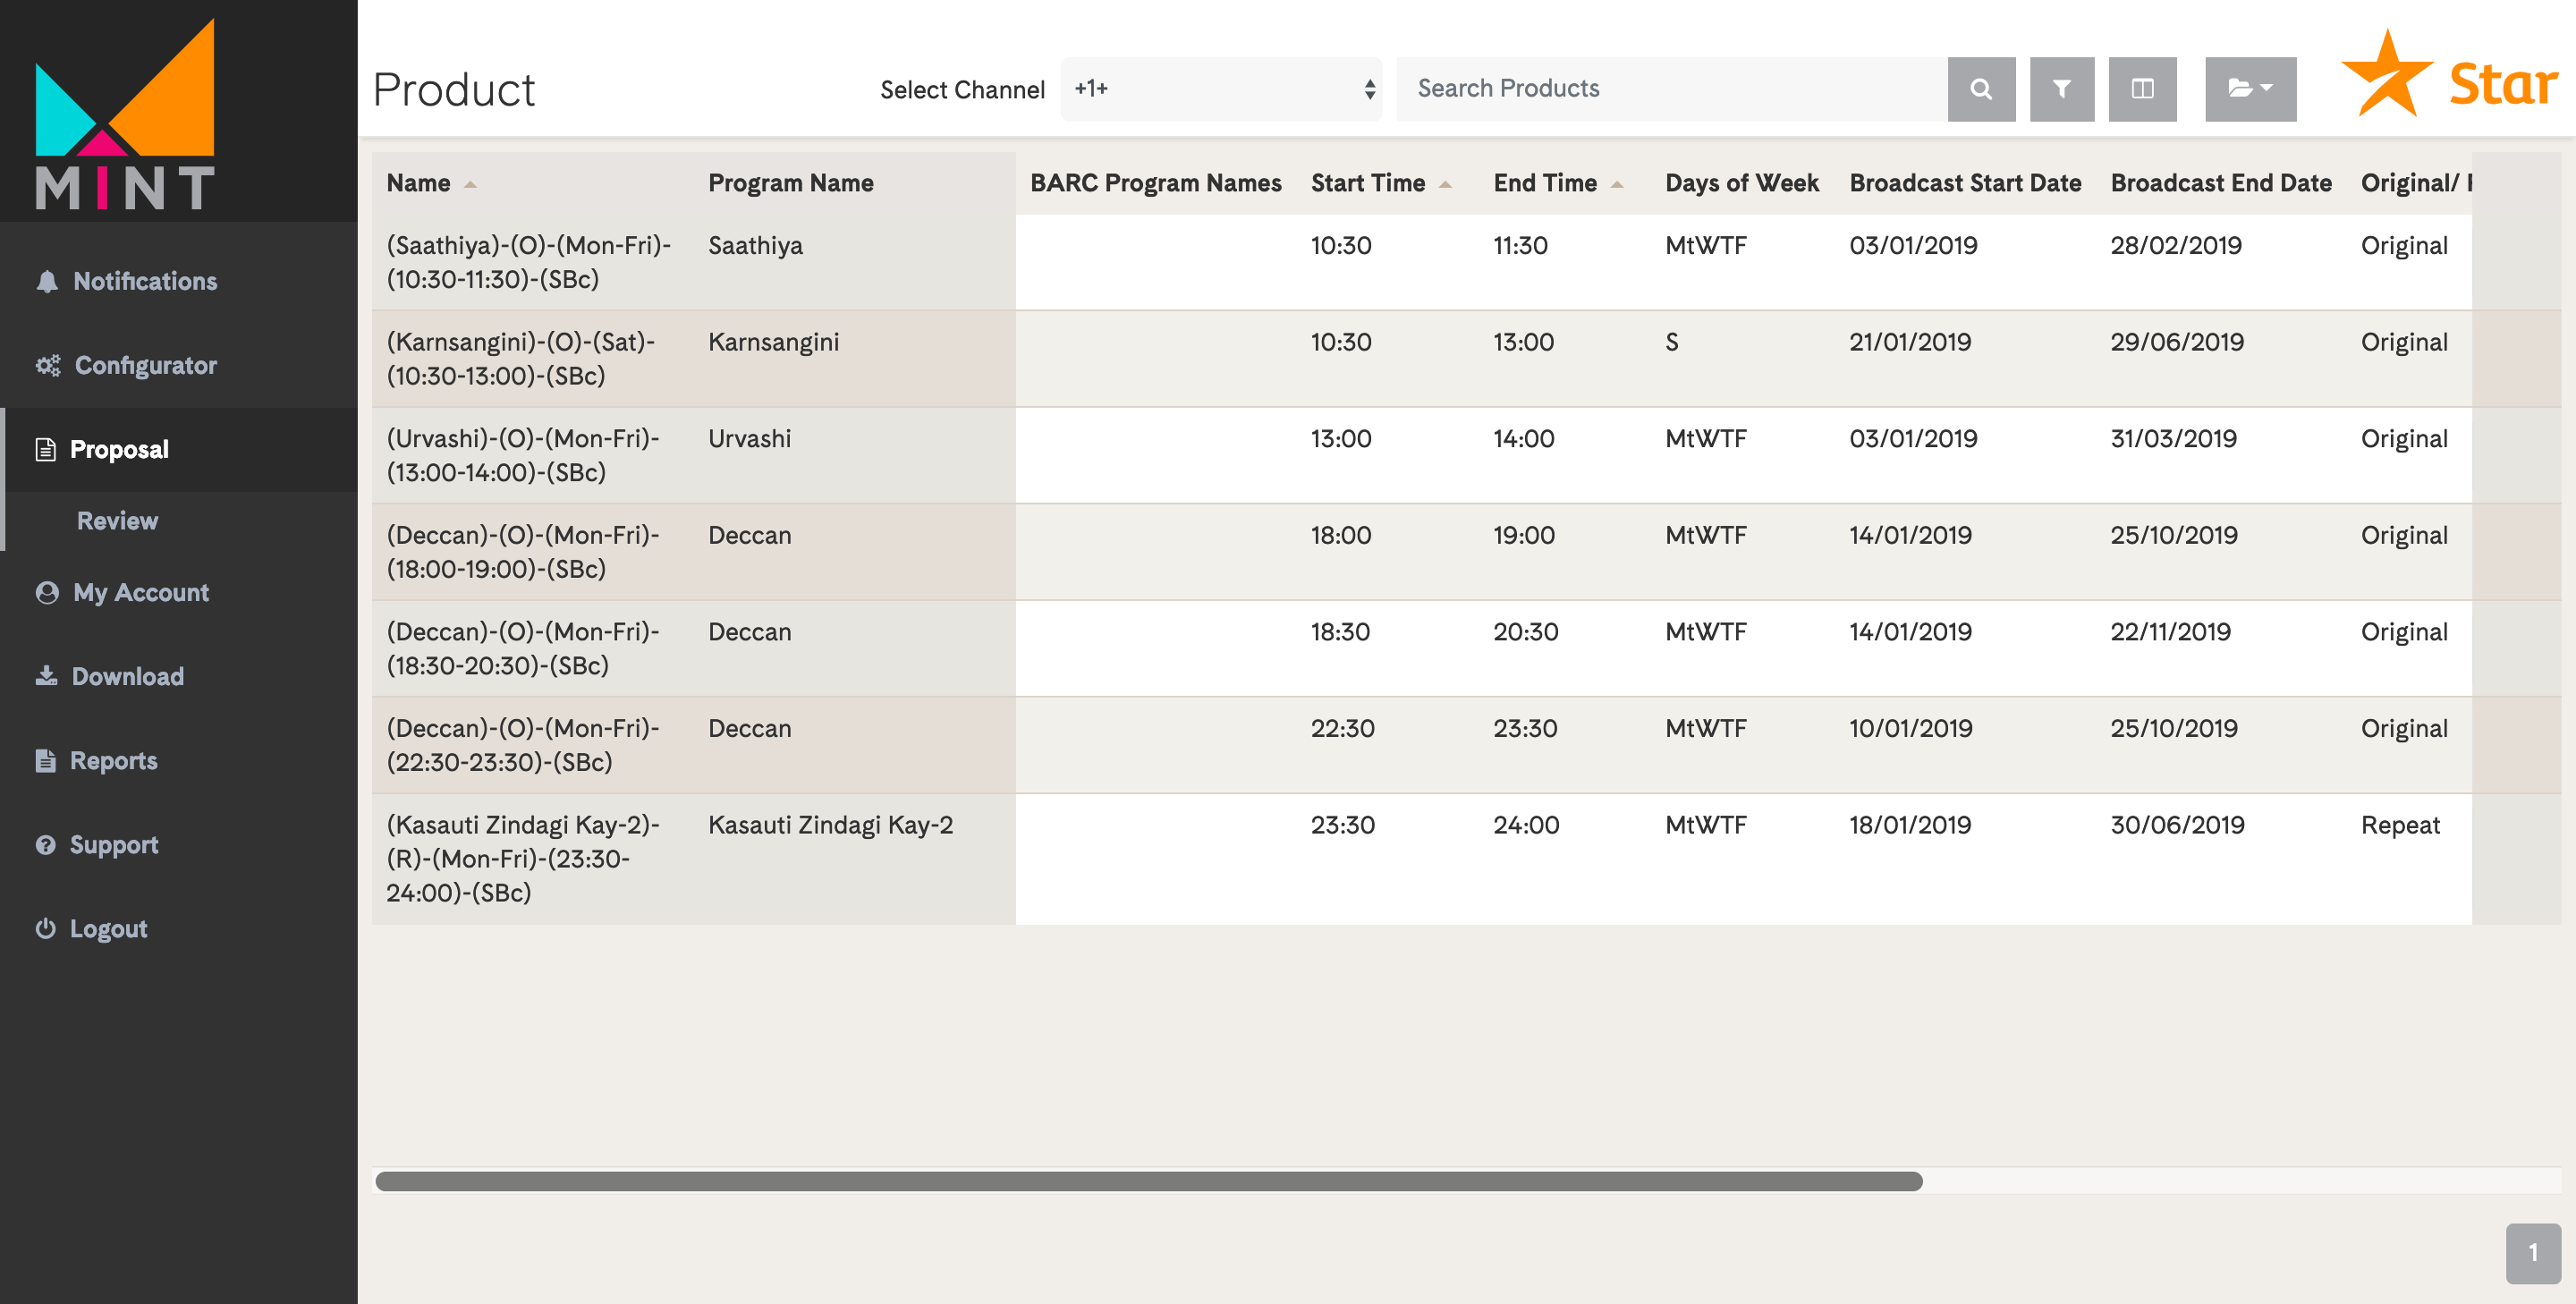 MINT
Notifications
Configurator
Proposal
Review
My Account
Download
Reports
Support
Logout
Product
Select Channel
+1+
Search Products
Star
Name
Program Name
BARC Program Names
Start Time
End Time
Days of Week
Broadcast Start Date
Broadcast End Date
Original/
(Saathiya)-(O)-(Mon-Fri)-
(10:30-11:30)-(SBc)
Saathiya
10:30
11:30
MtWTF
03/01/2019
28/02/2019
Original
(Karnsangini)-(O)-(Sat)-
(10:30-13:00)-(SBc)
Karnsangini
10:30
13:00
S
21/01/2019
29/06/2019
Original
(Urvashi)-(O)-(Mon-Fri)-
(13:00-14:00)-(SBc)
Urvashi
13:00
14:00
MtWTF
03/01/2019
31/03/2019
Original
(Deccan)-(O)-(Mon-Fri)-
(18:00-19:00)-(SBc)
Deccan
18:00
19:00
MtWTF
14/01/2019
25/10/2019
Original
(Deccan)-(O)-(Mon-Fri)-
(18:30-20:30)-(SBc)
Deccan
18:30
20:30
MtWTF
14/01/2019
22/11/2019
Original
(Deccan)-(O)-(Mon-Fri)-
(22:30-23:30)-(SBc)
Deccan
22:30
23:30
MtWTF
10/01/2019
25/10/2019
Original
(Kasauti Zindagi Kay-2)-
(R)-(Mon-Fri)-(23:30-
24:00)-(SBc)
Kasauti Zindagi Kay-2
23:30
24:00
MtWTF
18/01/2019
30/06/2019
Repeat
1